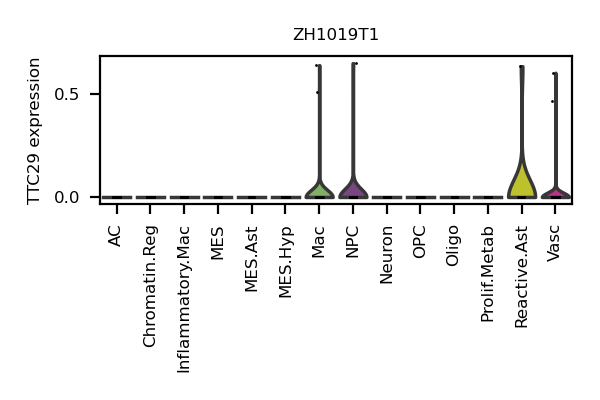 ZH1019T1
TTC29 expression
0.5
0.0
AC
Chromatin.Reg
Inflammatory.Mac
MES
MES.Ast
MES.Hyp
Mac
NPC
Neuron
OPC
Oligo
Prolif.Metab
Reactive.Ast
Vasc